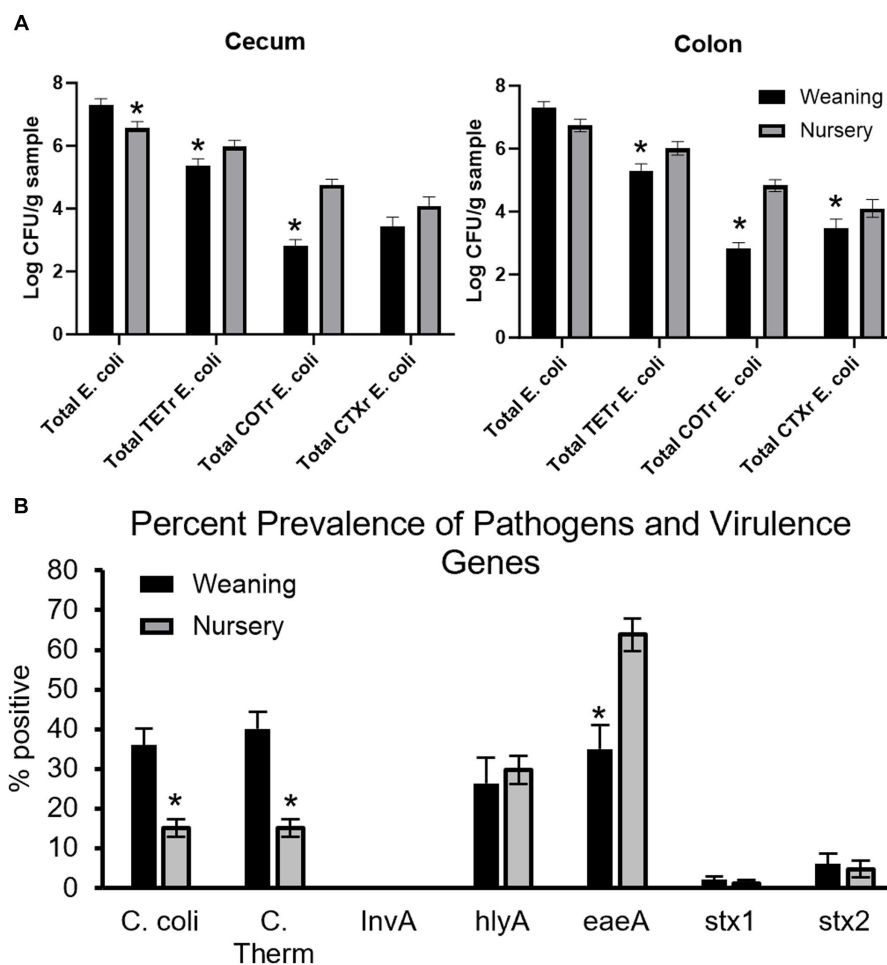 A
Cecum
Log CFU/g sample
8
6
4
2
0
*
*
*
Total E. coli
Total TETr E. coli
Total COTr E. coli
Total CTXr E. coli
Colon
Log CFU/g sample
8
6
4
2
0
*
*
*
Weaning
Nursery
Total E. coli
Total TETr E. coli
Total COTr E. coli
Total CTXr E. coli
B
Percent Prevalence of Pathogens and Virulence
Genes
% positive
80
70
60
50
40
30
20
10
0
Weaning
Nursery
*
*
*
C. coli
C.
Therm
InvA
hlyA
eaeA
stx1
stx2